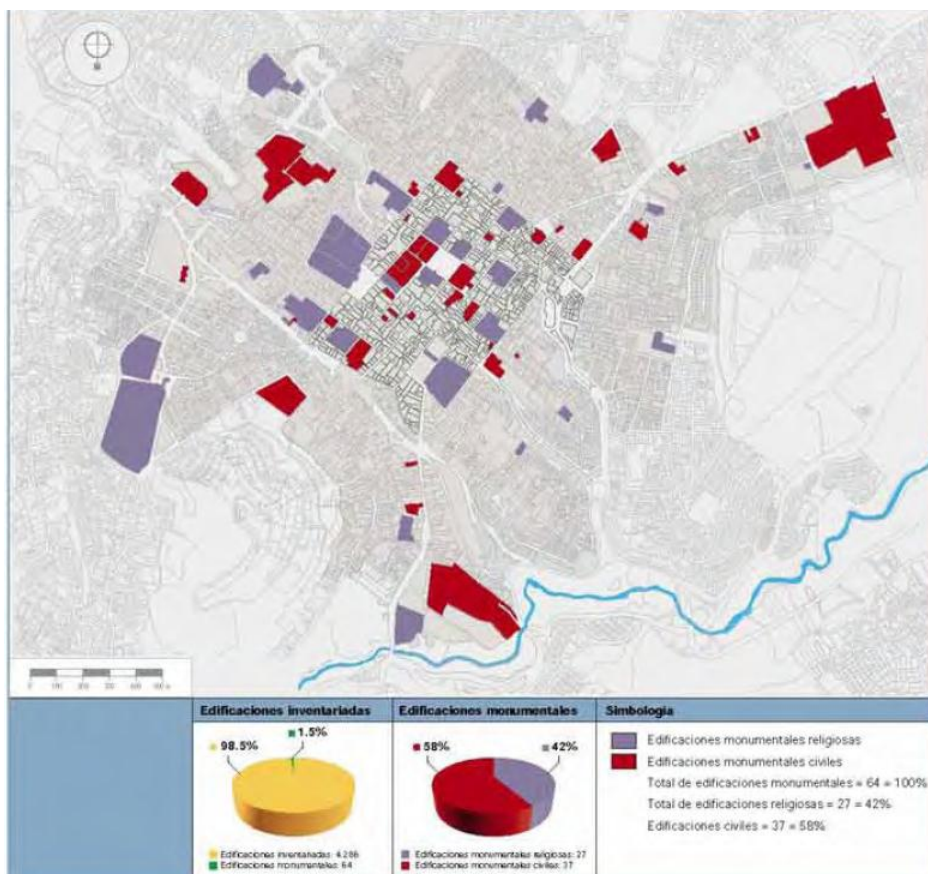 Edificaciones inventariadas
98.5%
1.5%
Edificaciones inventariadas: 4.286
Edificaciones monumentales: 64
Edificaciones monumentales
58%
42%
Edificaciones monumentales religiosas: 27
Edificaciones monumentales civiles: 37
Simbología
Edificaciones monumentales religiosas
Edificaciones monumentales civiles
Total de edificaciones monumentales = 64 = 100%
Total de edificaciones religiosas = 27 = 42%
Edificaciones civiles = 37 = 58%